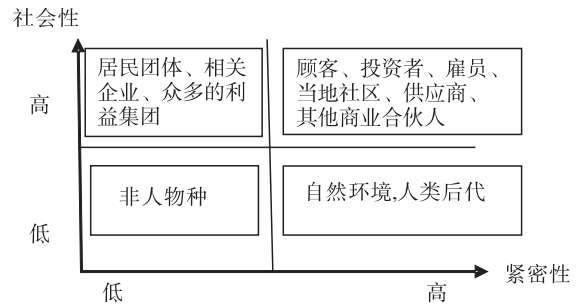 社会性
高
居民团体、相关
企业、众多的利
益集团
顾客、投资者、雇员、
当地社区、供应商、
其他商业合伙人
低
非人物种
自然环境,人类后代
低
高
紧密性